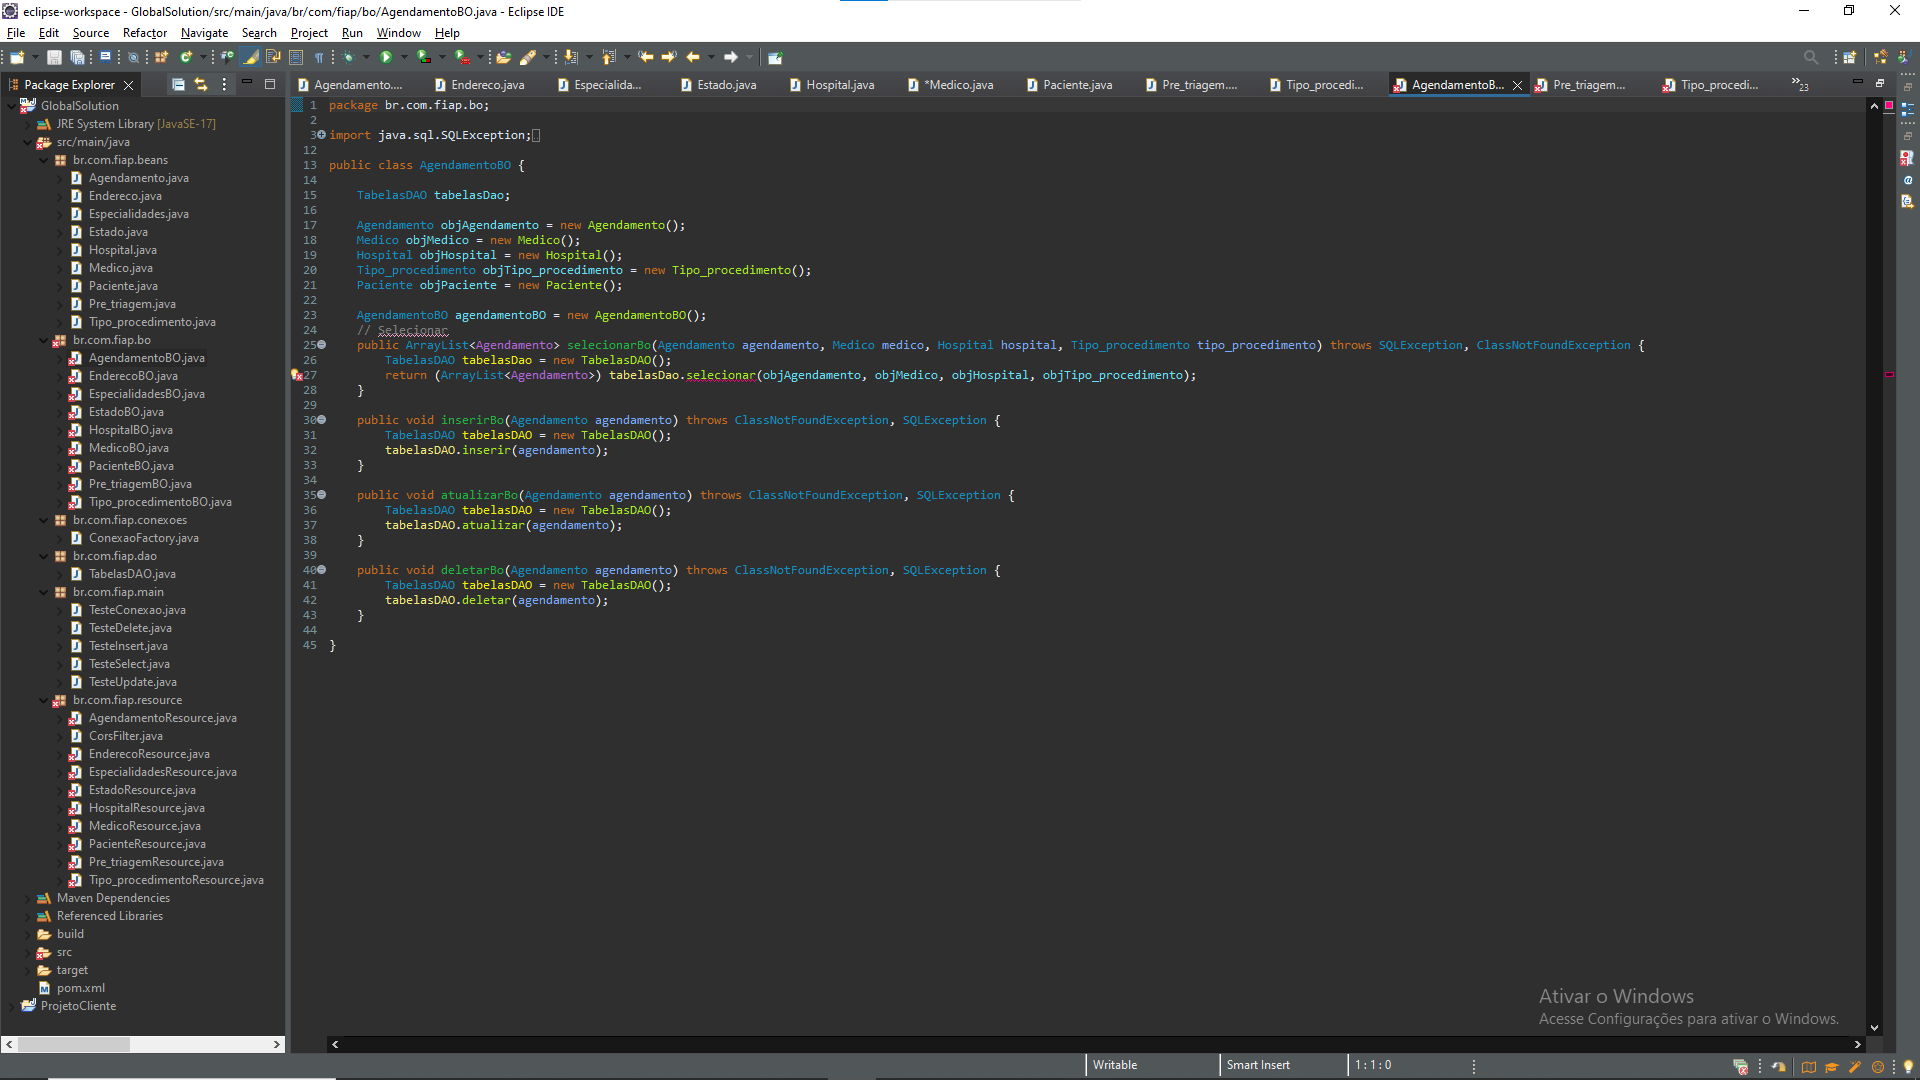 eclipse-workspace - GlobalSolution/src/main/java/br/com/fiap/bo/AgendamentoBO.java - Eclipse IDE
File Edit Source Refactor Navigate Search Project Run Window Help
Package Explorer
Agendamento.... Endereco.java Especialida... Estado.java Hospital.java *Medico.java Paciente.java Pre_triagem.... Tipo_procedi... AgendamentoB... Pre_triagem... Tipo_procedi... 23
GlobalSolution
JRE System Library [JavaSE-17]
src/main/java
br.com.fiap.beans
Agendamento.java
Endereco.java
Especialidades.java
Estado.java
Hospital.java
Medico.java
Paciente.java
Pre_triagem.java
Tipo_procedimento.java
br.com.fiap.bo
AgendamentoBO.java
EnderecoBO.java
EspecialidadesBO.java
EstadoBO.java
HospitalBO.java
MedicoBO.java
PacienteBO.java
Pre_triagemBO.java
Tipo_procedimentoBO.java
br.com.fiap.conexoes
ConexaoFactory.java
br.com.fiap.dao
TabelasDAO.java
br.com.fiap.main
TesteConexao.java
TesteDelete.java
TesteInsert.java
TesteSelect.java
TesteUpdate.java
br.com.fiap.resource
AgendamentoResource.java
CorsFilter.java
EnderecoResource.java
EspecialidadesResource.java
EstadoResource.java
HospitalResource.java
MedicoResource.java
PacienteResource.java
Pre_triagemResource.java
Tipo_procedimentoResource.java
Maven Dependencies
Referenced Libraries
build
src
target
pom.xml
ProjetoCliente
1 package br.com.fiap.bo;
2
3 import java.sql.SQLException;
12
13 public class AgendamentoBO {
14
15 TabelasDAO tabelasDao;
16
17 Agendamento objAgendamento = new Agendamento();
18 Medico objMedico = new Medico();
19 Hospital objHospital = new Hospital();
20 Tipo_procedimento objTipo_procedimento = new Tipo_procedimento();
21 Paciente objPaciente = new Paciente();
22
23 AgendamentoBO agendamentoBO = new AgendamentoBO();
24 // Selecionar
25 public ArrayList<Agendamento> selecionarBo(Agendamento agendamento, Medico medico, Hospital hospital, Tipo_procedimento tipo_procedimento) throws SQLException, ClassNotFoundException {
26 TabelasDAO tabelasDao = new TabelasDAO();
27 return (ArrayList<Agendamento>) tabelasDao.selecionar(objAgendamento, objMedico, objHospital, objTipo_procedimento);
28 }
29
30 public void inserirBo(Agendamento agendamento) throws ClassNotFoundException, SQLException {
31 TabelasDAO tabelasDAO = new TabelasDAO();
32 tabelasDAO.inserir(agendamento);
33 }
34
35 public void atualizarBo(Agendamento agendamento) throws ClassNotFoundException, SQLException {
36 TabelasDAO tabelasDAO = new TabelasDAO();
37 tabelasDAO.atualizar(agendamento);
38 }
39
40 public void deletarBo(Agendamento agendamento) throws ClassNotFoundException, SQLException {
41 TabelasDAO tabelasDAO = new TabelasDAO();
42 tabelasDAO.deletar(agendamento);
43 }
44
45 }
Ativar o Windows
Acesse Configurações para ativar o Windows.
Writable Smart Insert 1 : 1 : 0